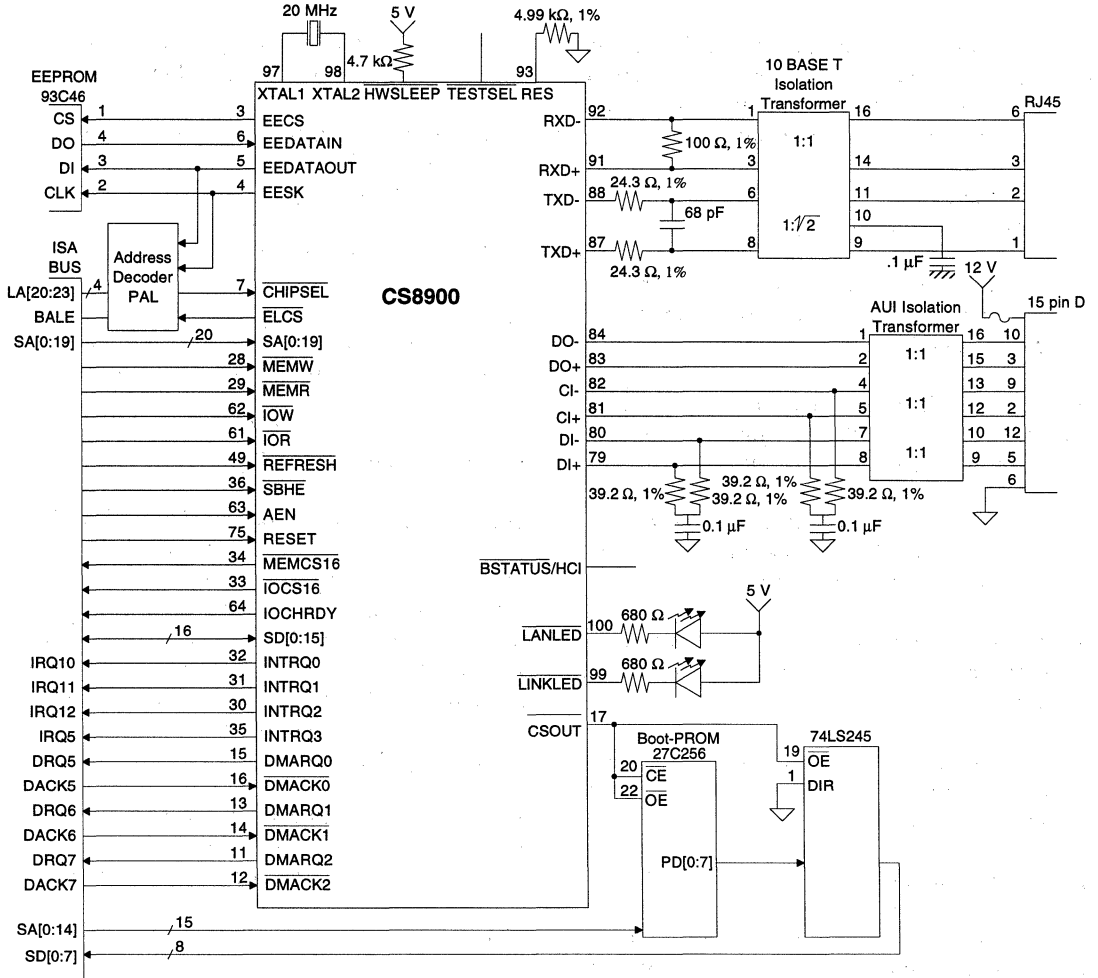 20 MHz
5 V
4.99 kΩ, 1%
4.7 kΩ
97
98
93
XTAL1 XTAL2 HWSLEEP TESTSEL RES
EEPROM
93C46
CS 1 3 EECS
DO 4 6 EEDATAIN
DI 3 5 EEDATAOUT
CLK 2 4 EESK
ISA
BUS
Address
Decoder
PAL
LA[20:23] 4 7 CHIPSEL
BALE ELCS
SA[0:19] 20 SA[0:19]
28 MEMW
29 MEMR
62 IOW
61 IOR
49 REFRESH
36 SBHE
63 AEN
75 RESET
34 MEMCS16
33 IOCS16
64 IOCHRDY
16 SD[0:15]
IRQ10 32 INTRQ0
IRQ11 31 INTRQ1
IRQ12 30 INTRQ2
IRQ5 35 INTRQ3
DRQ5 15 DMARQ0
DACK5 16 DMACK0
DRQ6 13 DMARQ1
DACK6 14 DMACK1
DRQ7 11 DMARQ2
DACK7 12 DMACK2
SA[0:14] 15
SD[0:7] 8
CS8900
10 BASE T
Isolation
Transformer
RJ45
RXD- 92 1 16 6
100 Ω, 1%
1:1
RXD+ 91 3 14 3
24.3 Ω, 1%
TXD- 88 6 11 2
68 pF
1:√2
10
TXD+ 87 8 9 1
24.3 Ω, 1%
.1 µF
12 V
15 pin D
AUI Isolation
Transformer
DO- 84 1 16 10
1:1
DO+ 83 2 15 3
CI- 82 4 13 9
1:1
CI+ 81 5 12 2
DI- 80 7 10 12
1:1
DI+ 79 8 9 5
6
39.2 Ω, 1%
39.2 Ω, 1%
39.2 Ω, 1%
39.2 Ω, 1%
0.1 µF
0.1 µF
BSTATUS/HCI
5 V
LANLED 100 680 Ω
LINKLED 99 680 Ω
CSOUT 17
Boot-PROM
27C256
20 CE
22 OE
PD[0:7]
74LS245
19 OE
1 DIR